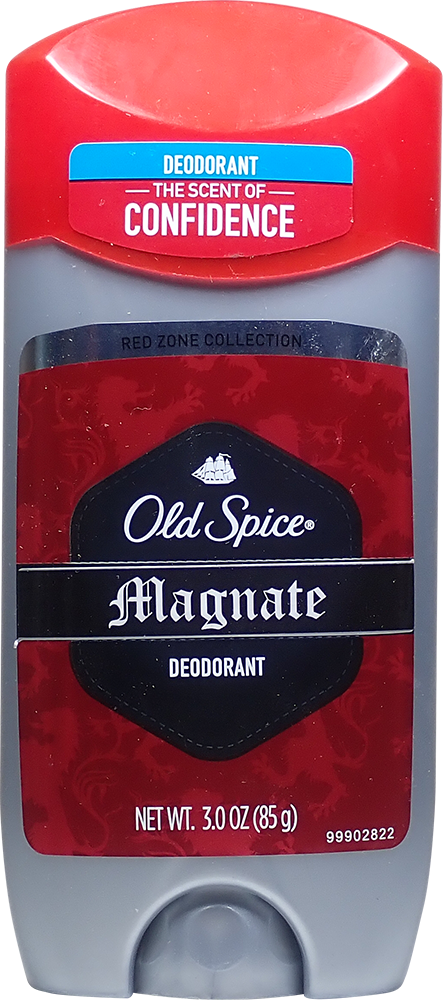 DEODORANT
THE SCENT OF
CONFIDENCE
RED ZONE COLLECTION
Old Spice®
Magnate
DEODORANT
NET WT. 3.0 OZ (85 g)
99902822